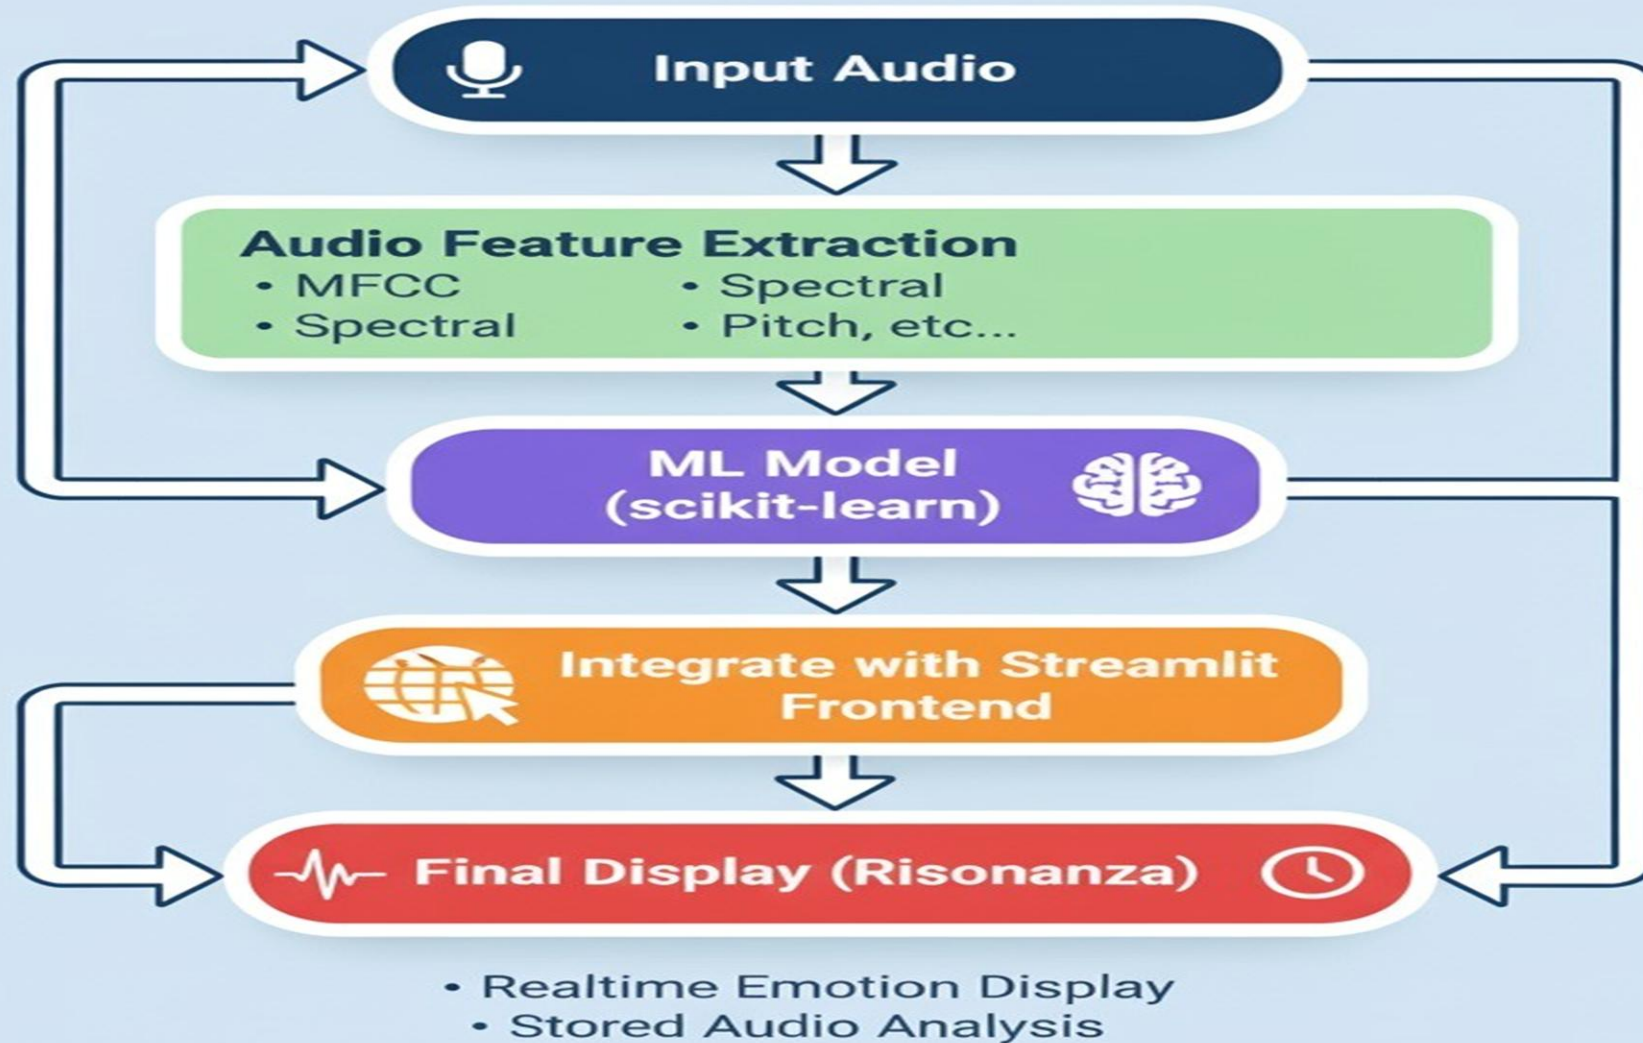 Input Audio
Audio Feature Extraction
• MFCC
• Spectral
• Spectral
• Pitch, etc...
ML Model
(scikit-learn)
Integrate with Streamlit
Frontend
Final Display (Risonanza)
• Realtime Emotion Display
• Stored Audio Analysis